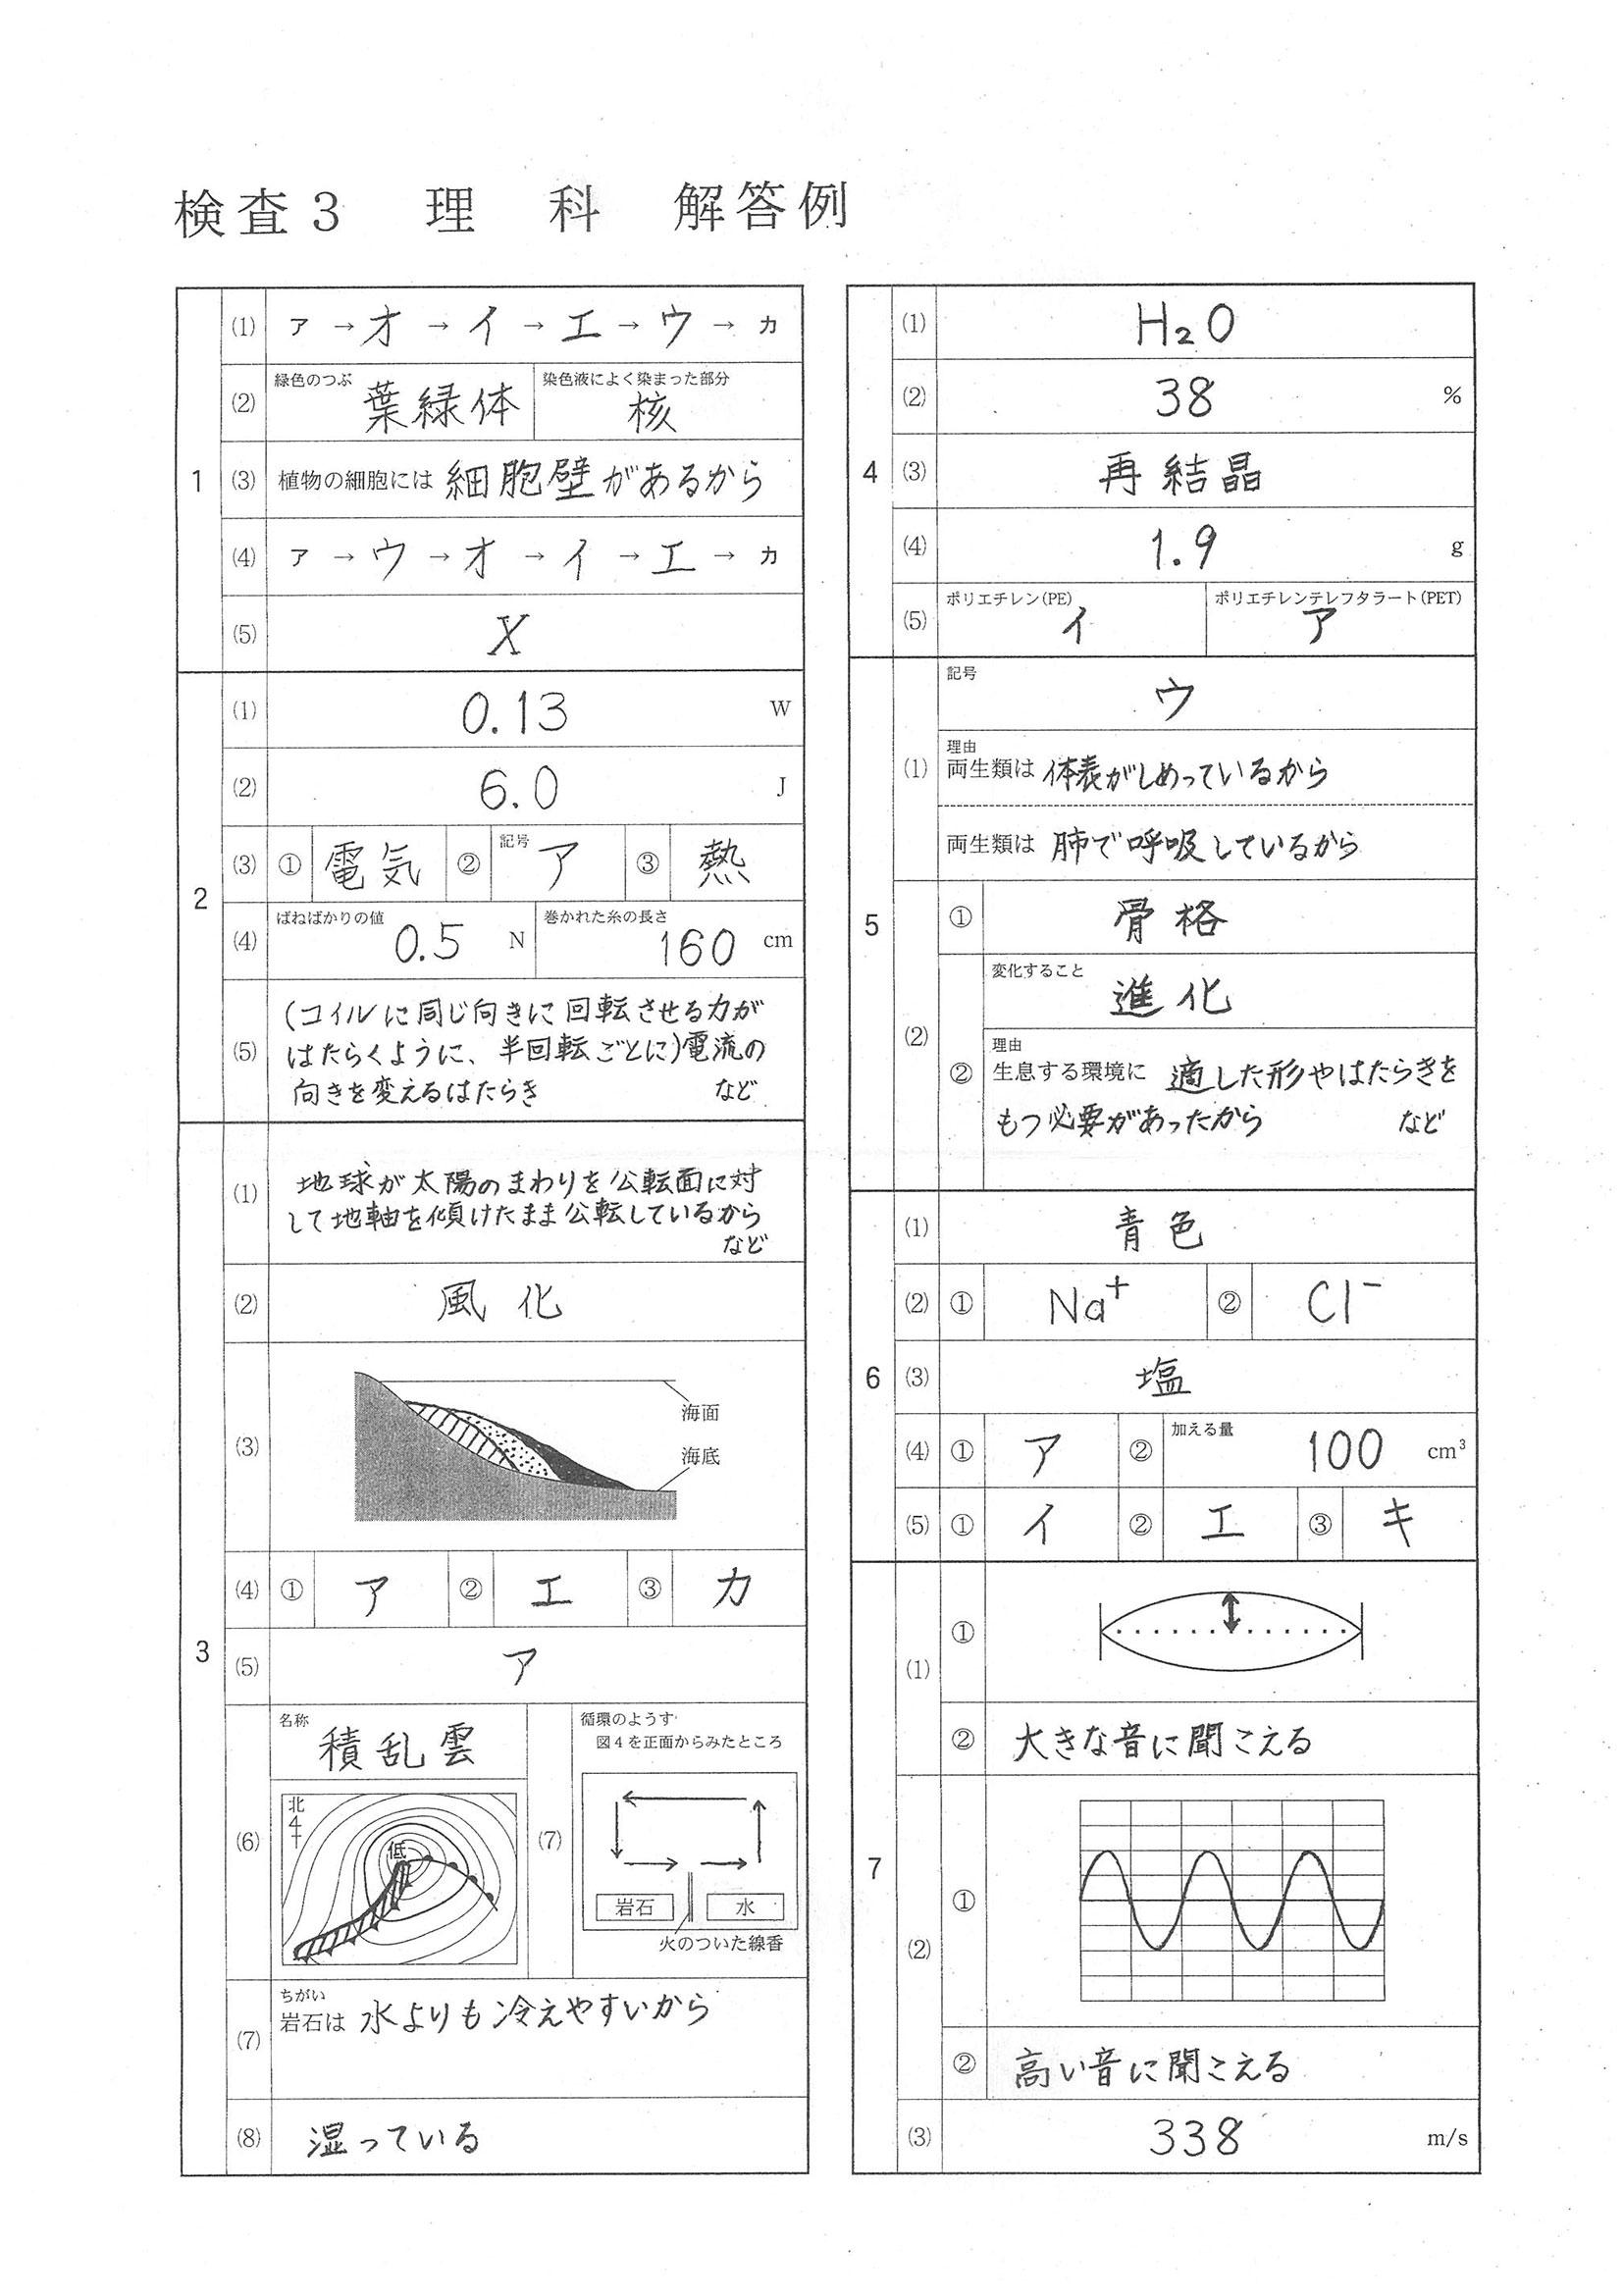 検査3　理　科　解答例
1
(1) ア → オ → イ → エ → ウ → カ
(2) 緑色のつぶ 葉緑体 染色液によく染まった部分 核
(3) 植物の細胞には 細胞壁があるから
(4) ア → ウ → オ → イ → エ → カ
(5) X
2
(1) 0.13 W
(2) 6.0 J
(3) ① 電気 ② 記号 ア ③ 熱
(4) ばねばかりの値 0.5 N 巻かれた糸の長さ 160 cm
(5) (コイルに同じ向きに回転させる力が
はたらくように、半回転ごとに)電流の
向きを変えるはたらき など
3
(1) 地球が太陽のまわりを公転面に対
して地軸を傾けたまま公転しているから
など
(2) 風化
(3) 海面
海底
(4) ① ア ② エ ③ カ
(5) ア
(6) 名称 積乱雲
北
低
(7) 循環のようす
図4を正面からみたところ
岩石 水
火のついた線香
(7) ちがい
岩石は 水よりも冷えやすいから
(8) 湿っている
4
(1) H₂O
(2) 38 %
(3) 再結晶
(4) 1.9 g
(5) ポリエチレン(PE) イ ポリエチレンテレフタラート(PET) ア
5
(1) 記号 ウ
理由
両生類は 体表がしめっているから
両生類は 肺で呼吸しているから
(2) ① 骨格
② 変化すること 進化
理由
生息する環境に 適した形やはたらきを
もつ必要があったから など
6
(1) 青色
(2) ① Na⁺ ② Cl⁻
(3) 塩
(4) ① ア ② 加える量 100 cm³
(5) ① イ ② エ ③ キ
7
(1) ①
② 大きな音に聞こえる
(2) ①
② 高い音に聞こえる
(3) 338 m/s